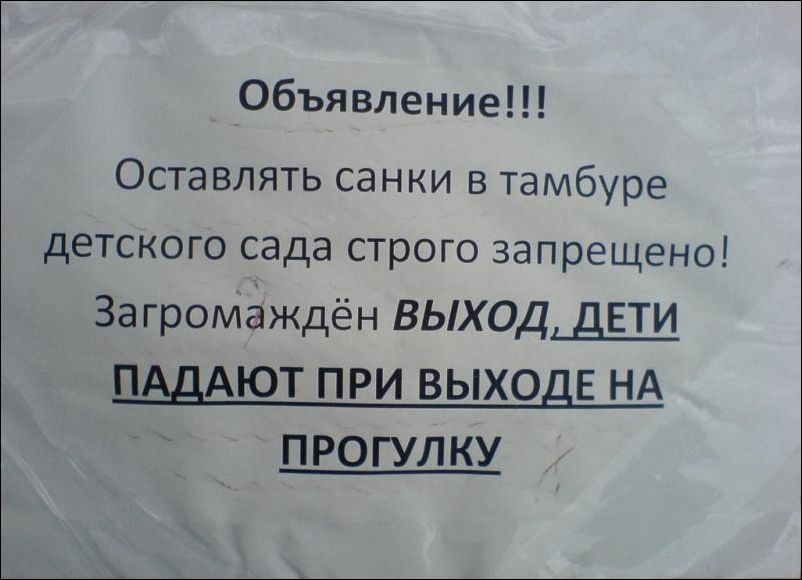 Объявление!!!
Оставлять санки в тамбуре
детского сада строго запрещено!
Загромаждён ВЫХОД, ДЕТИ
ПАДАЮТ ПРИ ВЫХОДЕ НА
ПРОГУЛКУ